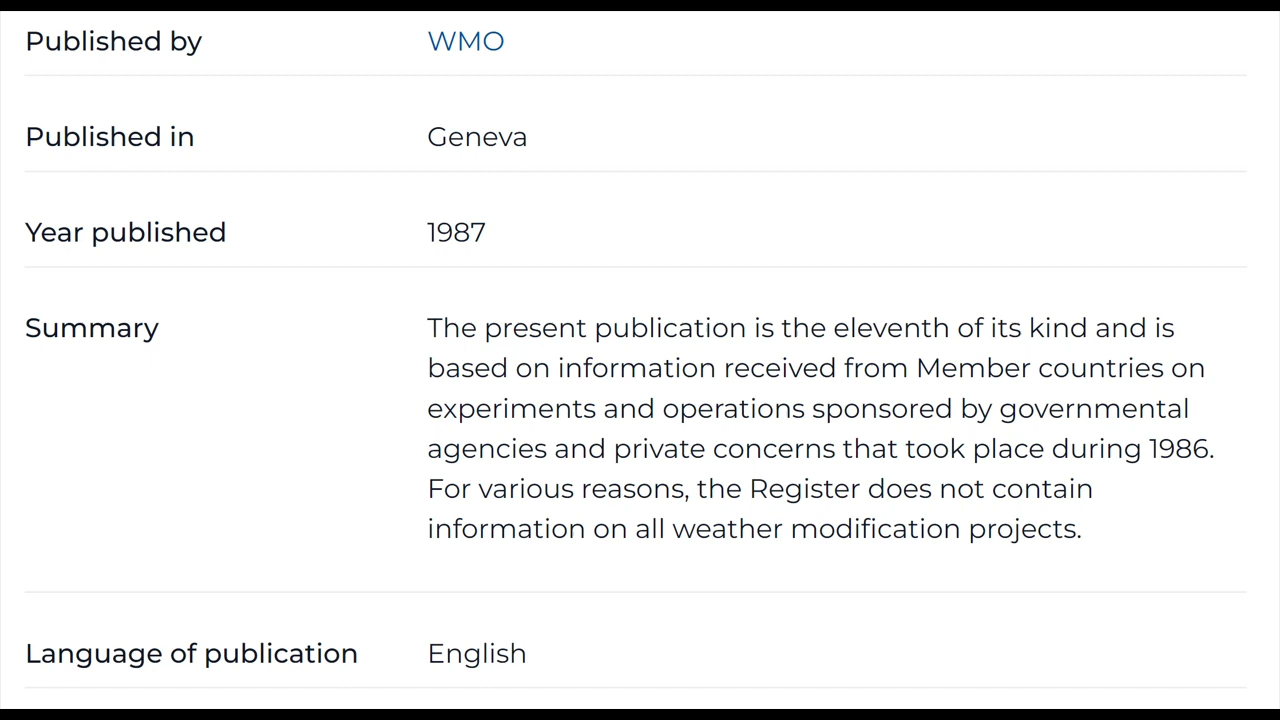 Published by WMO
Published in Geneva
Year published 1987
Summary The present publication is the eleventh of its kind and is
based on information received from Member countries on
experiments and operations sponsored by governmental
agencies and private concerns that took place during 1986.
For various reasons, the Register does not contain
information on all weather modification projects.
Language of publication English